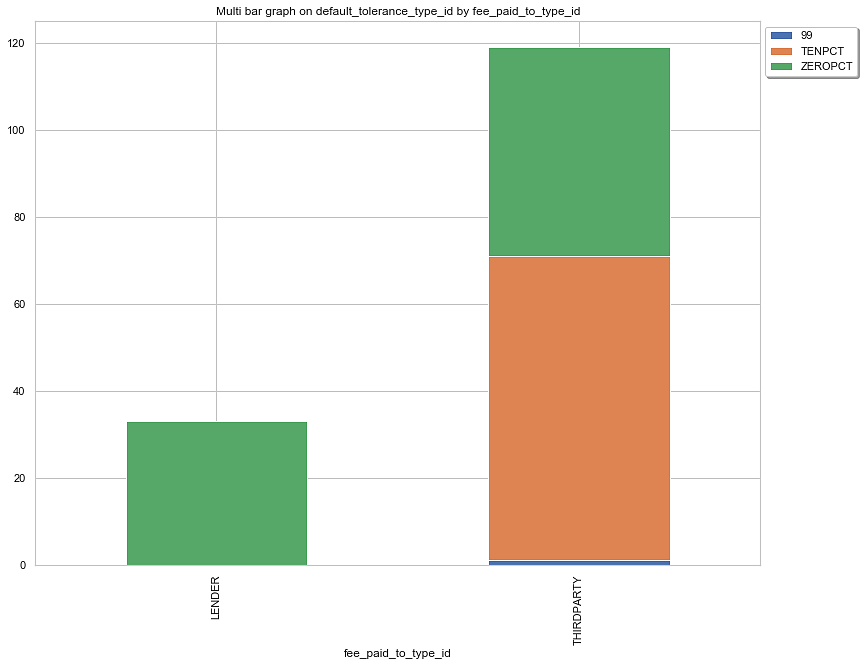 Multi bar graph on default_tolerance_type_id by fee_paid_to_type_id
99
TENPCT
ZEROPCT
120
100
80
60
40
20
0
LENDER
THIRDPARTY
fee_paid_to_type_id